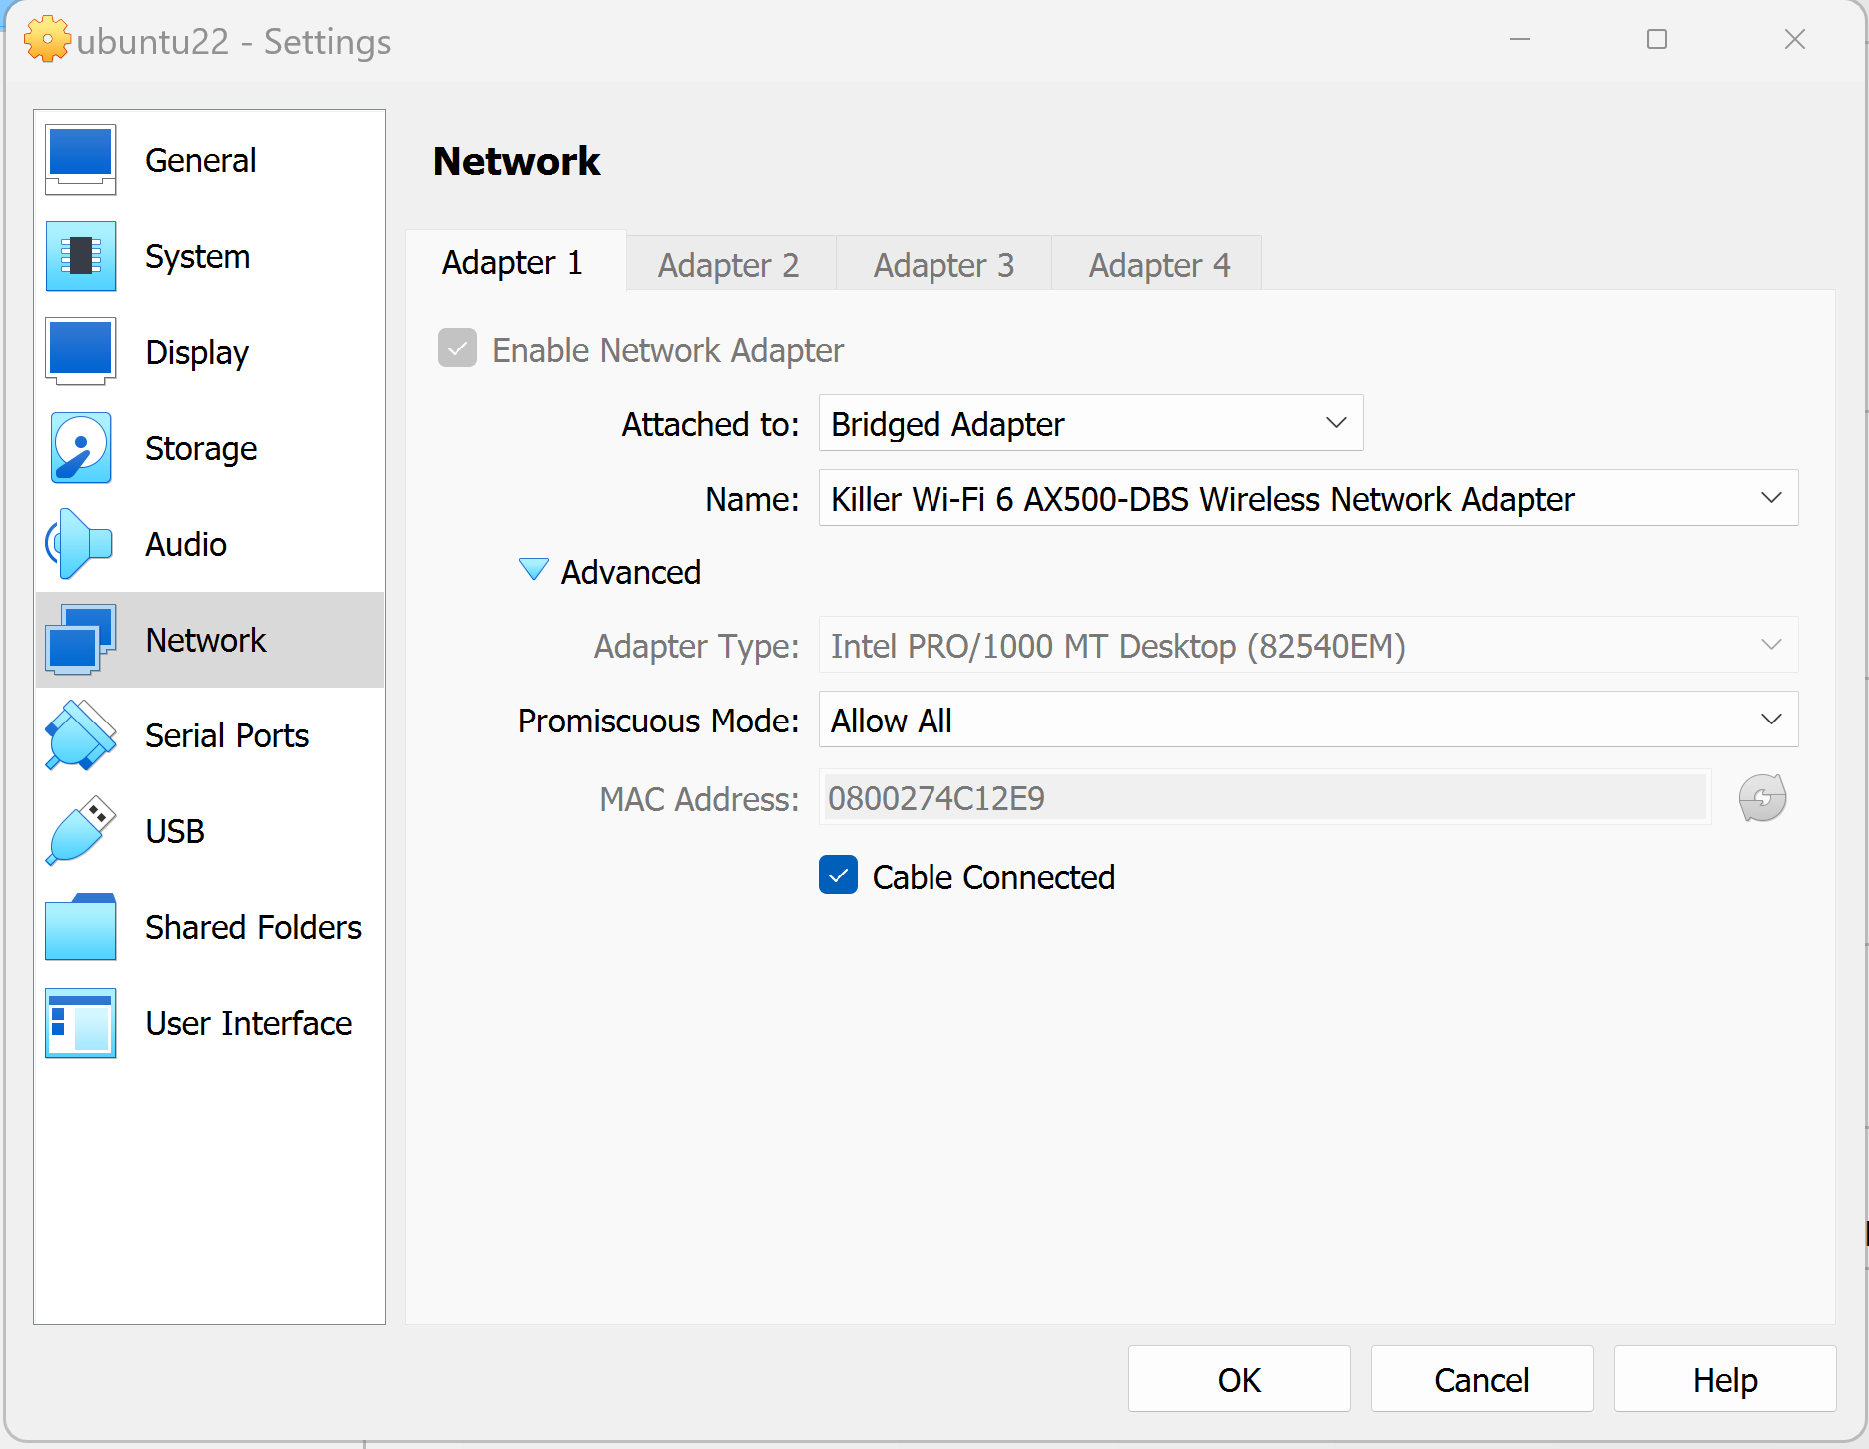 ubuntu22 - Settings
General
System
Display
Storage
Audio
Network
Serial Ports
USB
Shared Folders
User Interface
Network
Adapter 1 Adapter 2 Adapter 3 Adapter 4
Enable Network Adapter
Attached to: Bridged Adapter
Name: Killer Wi-Fi 6 AX500-DBS Wireless Network Adapter
Advanced
Adapter Type: Intel PRO/1000 MT Desktop (82540EM)
Promiscuous Mode: Allow All
MAC Address: 0800274C12E9
Cable Connected
OK Cancel Help